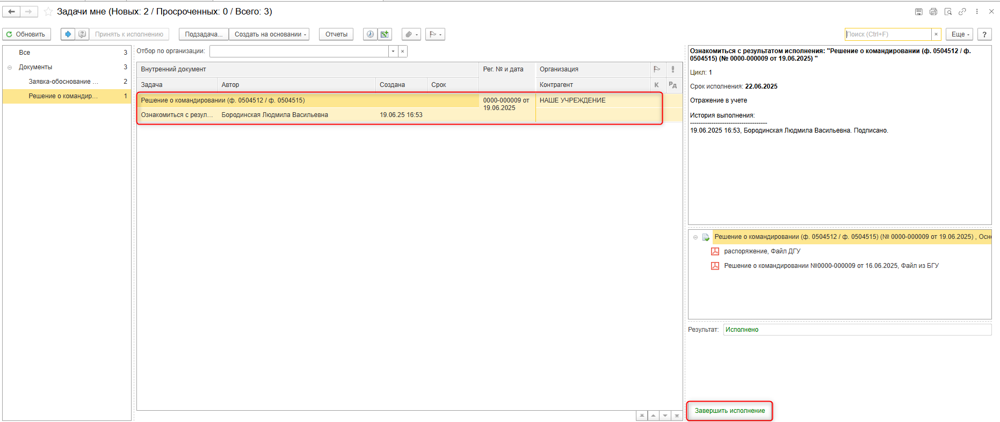 Задачи мне (Новых: 2 / Просроченных: 0 / Всего: 3)
Обновить
Принять к исполнению
Подзадача...
Создать на основании
Отчеты
Поиск (Ctrl+F)
×
Еще
?
Все 3
Документы 3
Заявка-обоснование ... 2
Решение о командир... 1
Отбор по организации:
Внутренний документ Рег. № и дата Организация
Задача Автор Создана Срок Контрагент К Рд
Решение о командировании (ф. 0504512 / ф. 0504515) 0000-000009 от НАШЕ УЧРЕЖДЕНИЕ
19.06.2025
Ознакомиться с резул... Бородинская Людмила Васильевна 19.06.25 16:53
Ознакомиться с результатом исполнения: "Решение о командировании (ф. 0504512 / ф.
0504515) (№ 0000-000009 от 19.06.2025) "
Цикл: 1
Срок исполнения: 22.06.2025
Отражение в учете
История выполнения:
------------------------------------
19.06.2025 16:53, Бородинская Людмила Васильевна. Подписано.
Решение о командировании (ф. 0504512 / ф. 0504515) (№ 0000-000009 от 19.06.2025) , Осно
распоряжение, Файл ДГУ
Решение о командировании №0000-000009 от 16.06.2025, Файл из БГУ
Результат: Исполнено
Завершить исполнение